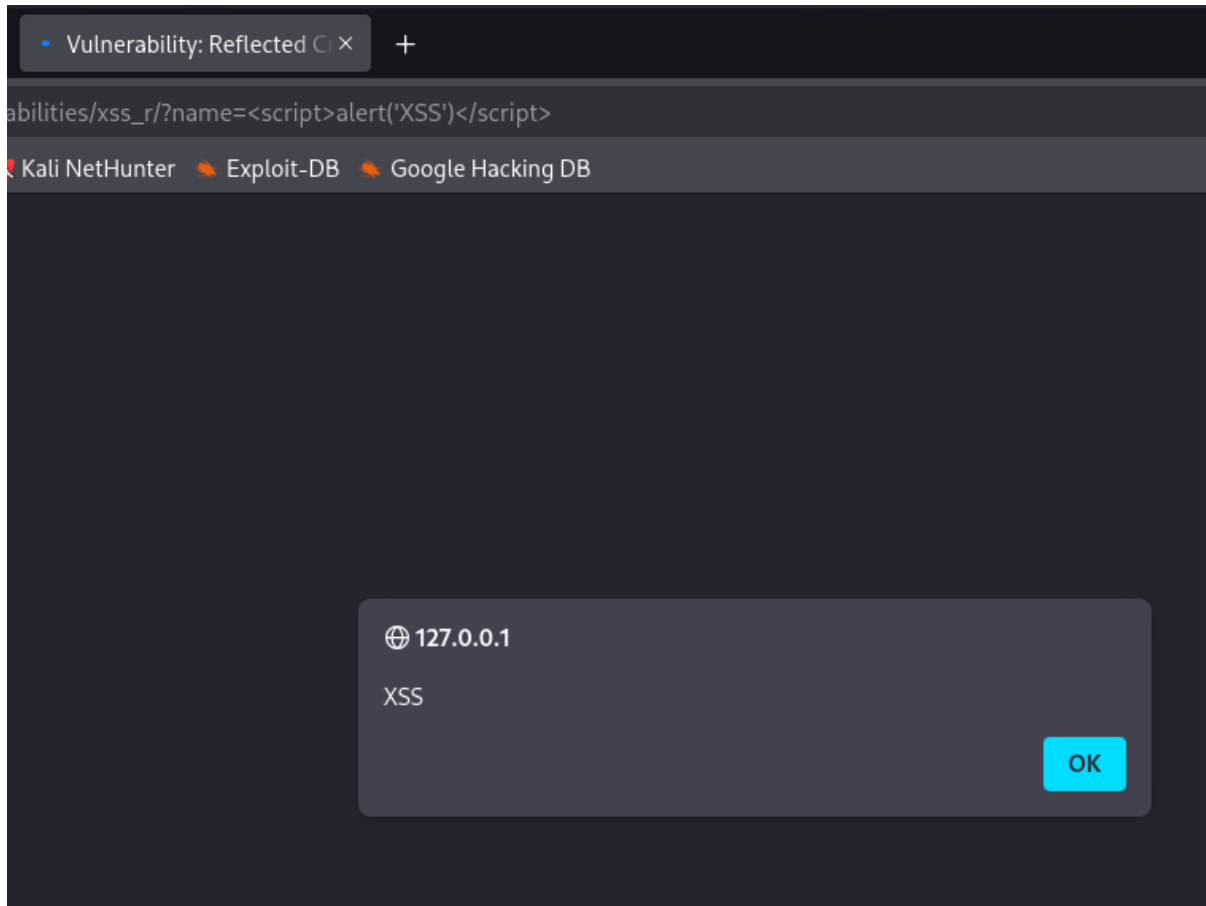 Vulnerability: Reflected C
abilities/xss_r/?name=<script>alert('XSS')</script>
Kali NetHunter Exploit-DB Google Hacking DB
127.0.0.1
XSS
OK